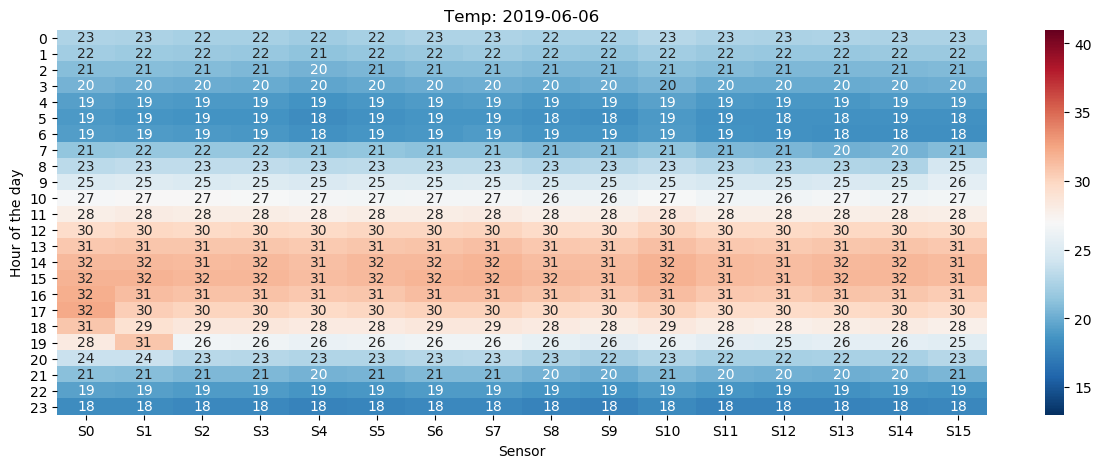 Temp: 2019-06-06
Hour of the day
0 23 23 22 22 22 22 23 23 22 22 23 23 23 23 23 23
1 22 22 22 22 21 22 22 22 22 22 22 22 22 22 22 22
2 21 21 21 21 20 21 21 21 21 21 21 21 21 21 21 21
3 20 20 20 20 20 20 20 20 20 20 20 20 20 20 20 20
4 19 19 19 19 19 19 19 19 19 19 19 19 19 19 19 19
5 19 19 19 19 18 19 19 19 18 18 19 19 18 18 19 18
6 19 19 19 19 18 19 19 19 19 19 19 19 19 18 18 18
7 21 22 22 22 21 21 21 21 21 21 21 21 21 20 20 21
8 23 23 23 23 23 23 23 23 23 23 23 23 23 23 23 25
9 25 25 25 25 25 25 25 25 25 25 25 25 25 25 25 26
10 27 27 27 27 27 27 27 27 26 26 27 27 26 27 27 27
11 28 28 28 28 28 28 28 28 28 28 28 28 28 28 28 28
12 30 30 30 30 30 30 30 30 30 30 30 30 30 30 30 30
13 31 31 31 31 31 31 31 31 31 31 31 31 31 31 31 31
14 32 32 31 32 31 32 32 32 31 31 32 31 31 32 32 31
15 32 32 32 32 31 32 32 32 31 31 32 31 31 32 32 31
16 32 31 31 31 31 31 31 31 31 31 31 31 31 31 31 31
17 32 30 30 30 30 30 30 30 30 30 30 30 30 30 30 30
18 31 29 29 29 28 28 29 29 28 28 29 28 28 28 28 28
19 28 31 26 26 26 26 26 26 26 26 26 26 25 26 26 25
20 24 24 23 23 23 23 23 23 23 22 23 22 22 22 22 23
21 21 21 21 21 20 21 21 21 20 20 21 20 20 20 20 21
22 19 19 19 19 19 19 19 19 19 19 19 19 19 19 19 19
23 18 18 18 18 18 18 18 18 18 18 18 18 18 18 18 18
S0 S1 S2 S3 S4 S5 S6 S7 S8 S9 S10 S11 S12 S13 S14 S15
Sensor
40
35
30
25
20
15